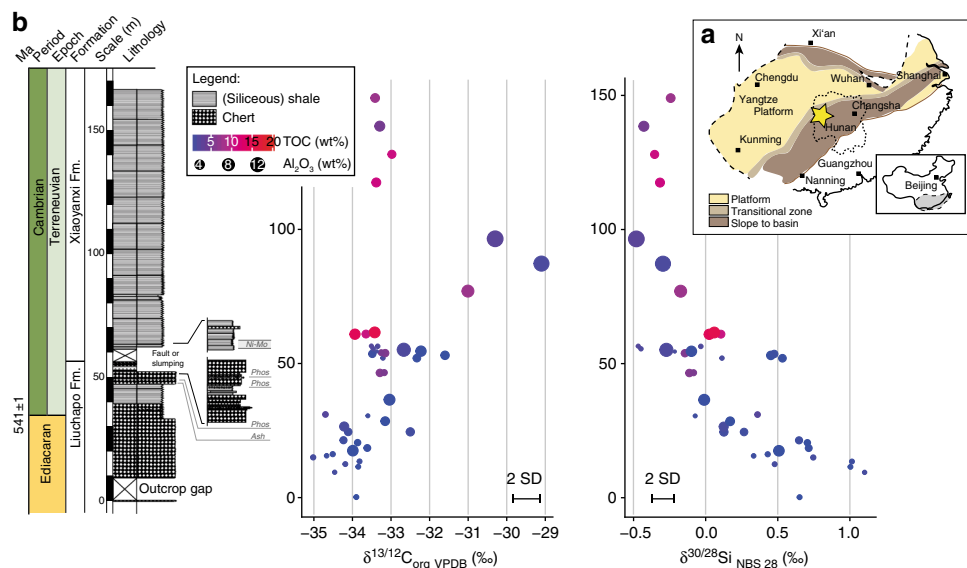 b
Ma
Period
Epoch
Formation
Scale (m)
Lithology
Cambrian
Terreneuvian
Xiaoyanxi Fm.
Liuchapo Fm.
Ediacaran
541±1
150
100
50
0
Fault or
slumping
Outcrop gap
Ni-Mo
Phos
Phos
Phos
Ash
Legend:
(Siliceous) shale
Chert
5 10 15 20 TOC (wt%)
4 8 12 Al₂O₃ (wt%)
150
100
50
0
2 SD
−35 −34 −33 −32 −31 −30 −29
δ13/12Corg VPDB (‰)
150
100
50
0
2 SD
−0.5 0.0 0.5 1.0
δ30/28Si NBS 28 (‰)
a
N
Xi'an
Chengdu
Wuhan
Shanghai
Yangtze
Platform
Changsha
Hunan
Kunming
Guangzhou
Nanning
Beijing
Platform
Transitional zone
Slope to basin